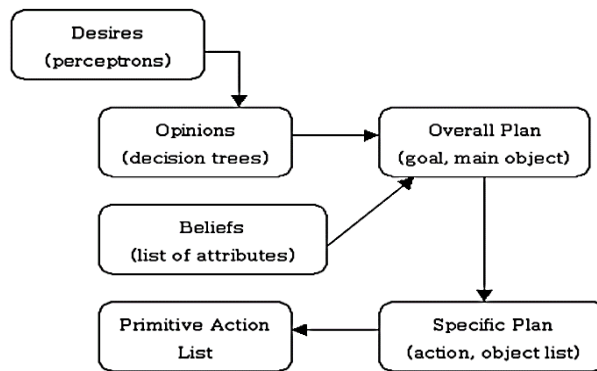 Desires
(perceptrons)
Opinions
(decision trees)
Overall Plan
(goal, main object)
Beliefs
(list of attributes)
Primitive Action
List
Specific Plan
(action, object list)